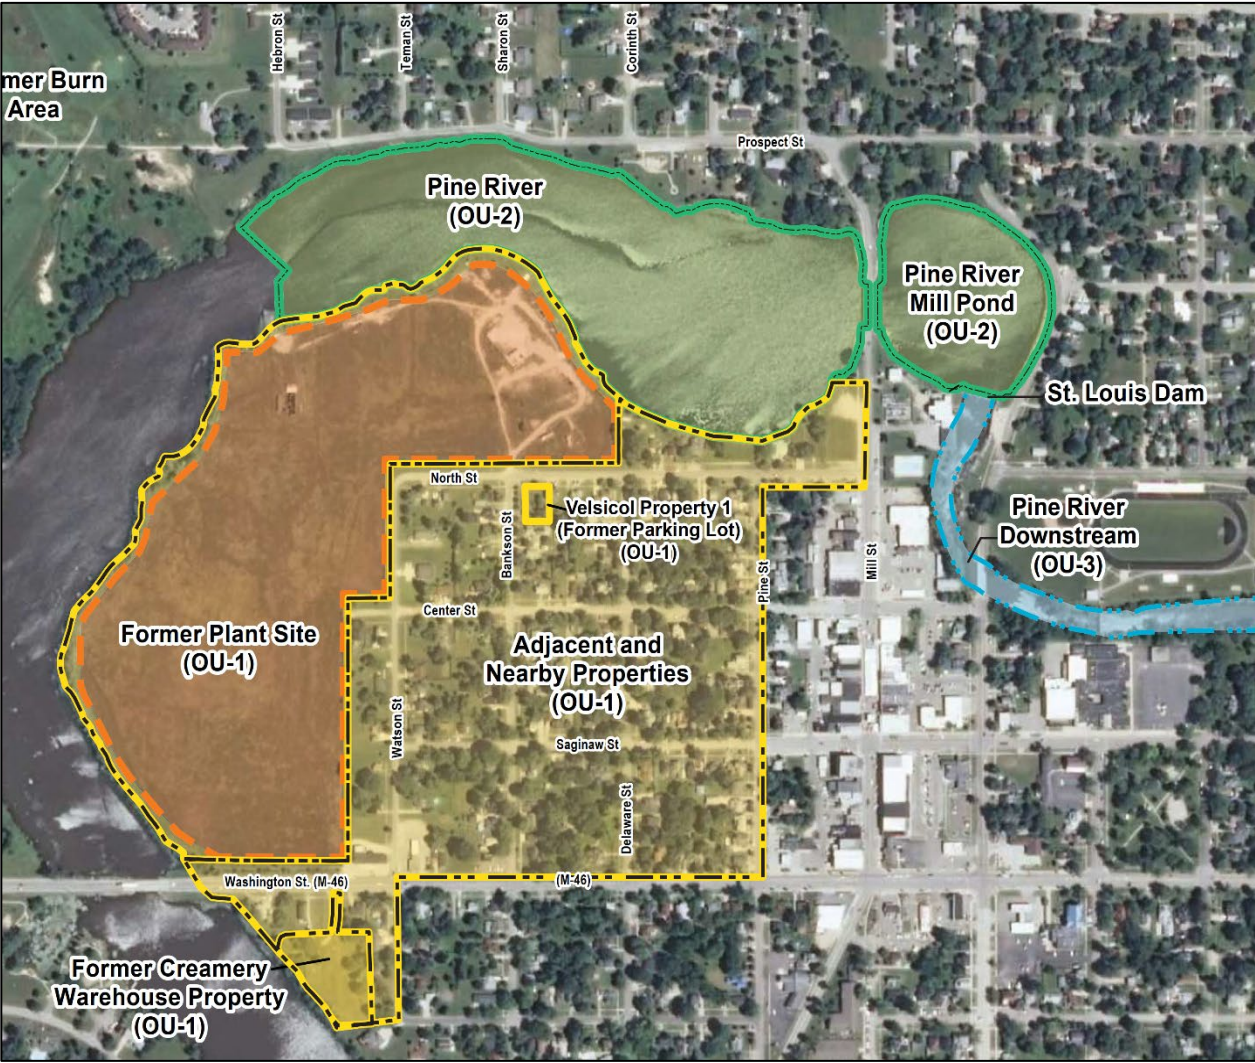 Hebron St
Teman St
Sharon St
Corinth St
mer Burn
Area
Prospect St
Pine River
(OU-2)
Pine River
Mill Pond
(OU-2)
St. Louis Dam
North St
Velsicol Property 1
(Former Parking Lot)
(OU-1)
Bankson St
Pine River
Downstream
(OU-3)
Mill St
Pine St
Center St
Former Plant Site
(OU-1)
Adjacent and
Nearby Properties
(OU-1)
Watson St
Saginaw St
Delaware St
Washington St. (M-46)
(M-46)
Former Creamery
Warehouse Property
(OU-1)